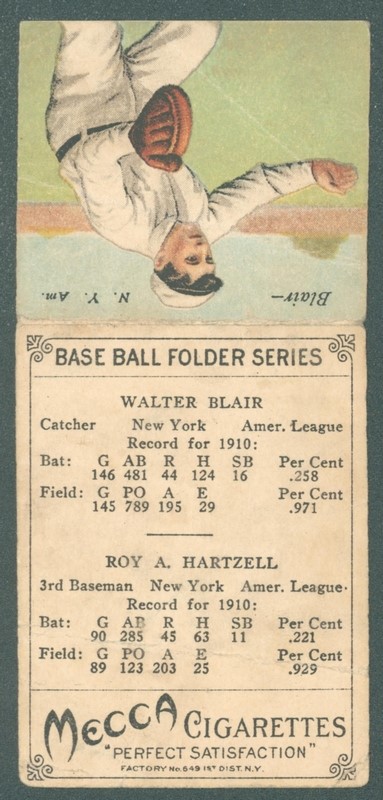 Blair— N. Y. Am.
BASE BALL FOLDER SERIES
WALTER BLAIR
Catcher New York Amer. League
Record for 1910:
Bat: G AB R H SB Per Cent
146 481 44 124 16 .258
Field: G PO A E Per Cent
145 789 195 29 .971
ROY A. HARTZELL
3rd Baseman New York Amer. League.
Record for 1910:
Bat: G AB R H SB Per Cent
90 285 45 63 11 .221
Field: G PO A E Per Cent
89 123 203 25 .929
MECCA CIGARETTES
"PERFECT SATISFACTION"
FACTORY No. 649 1ST DIST. N.Y.